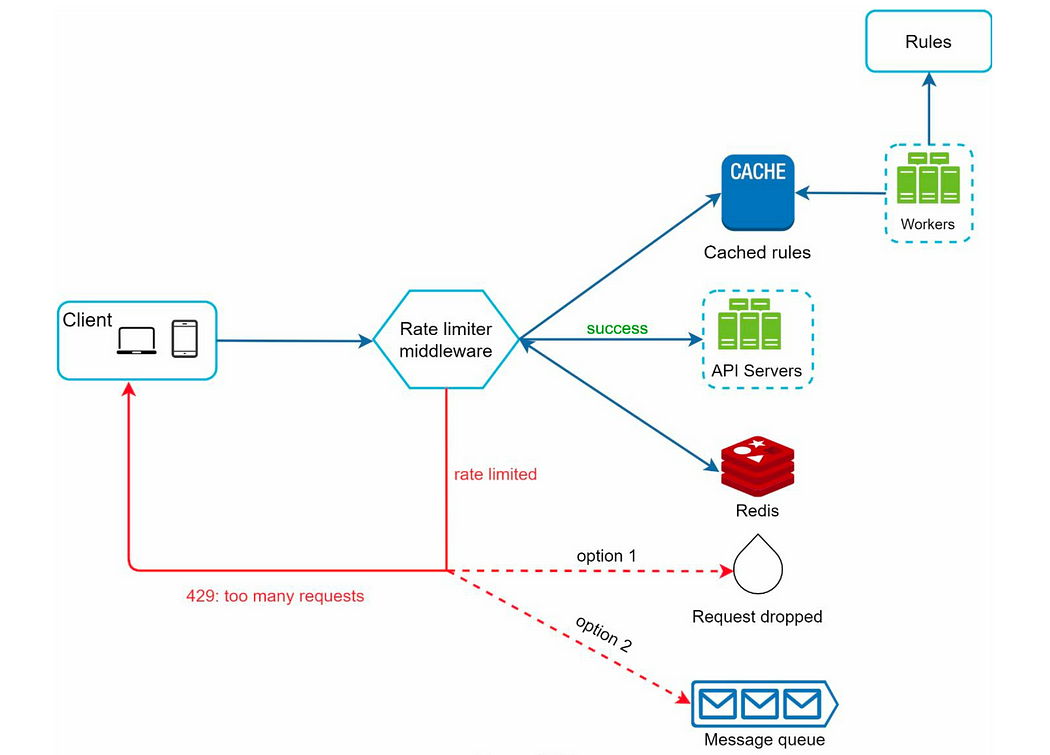 Rules
CACHE
Workers
Cached rules
Client
Rate limiter
middleware
success
API Servers
rate limited
Redis
option 1
429: too many requests
Request dropped
option 2
Message queue